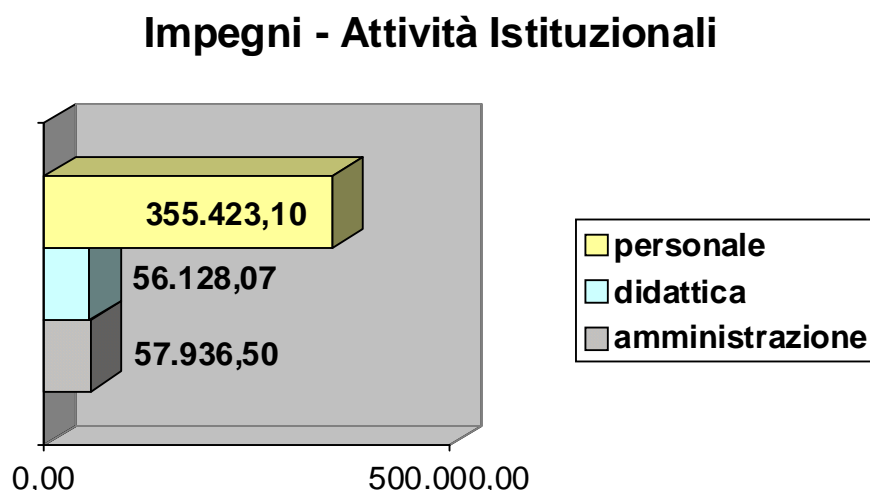 Impegni - Attività Istituzionali
355.423,10
56.128,07
57.936,50
personale
didattica
amministrazione
0,00 500.000,00